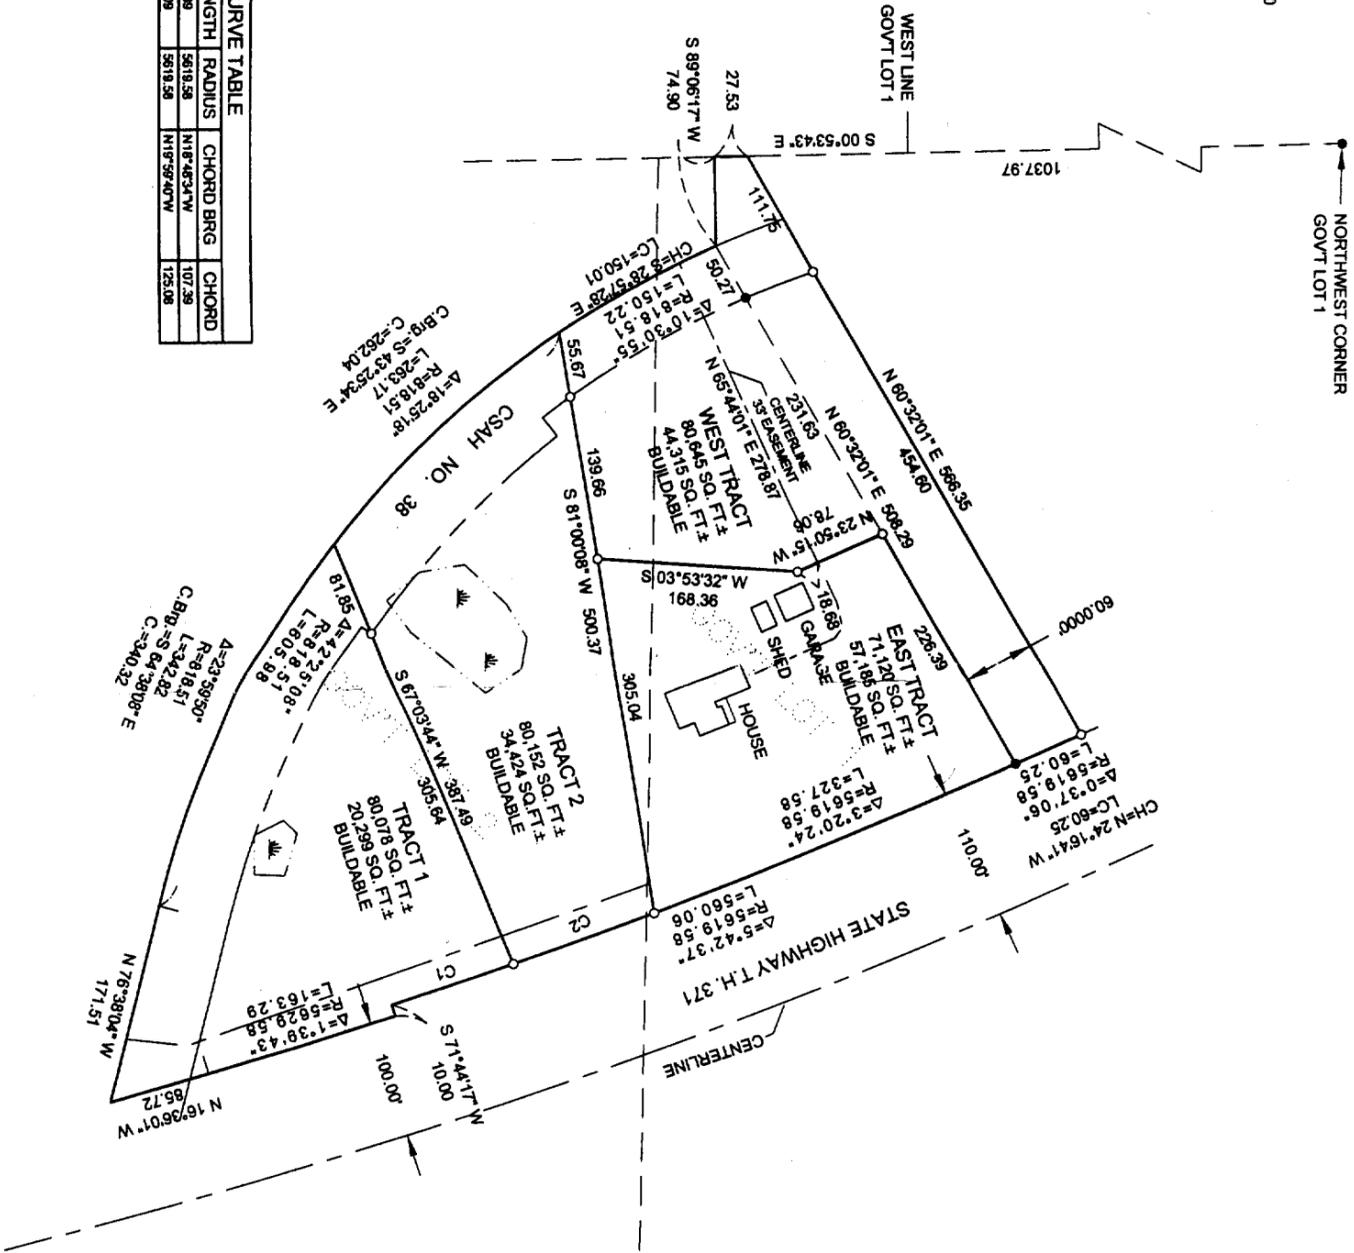 NORTHWEST CORNER
GOV'T LOT 1
WEST LINE
GOV'T LOT 1
1037.97
S 00°53'43" E
27.53
S 89°06'17" W
74.90
111.75
50.27
N 60°32'01" E 566.35
454.60
N 60°32'01" E 508.29
231.63
CENTERLINE
33' EASEMENT
N 65°44'01" E 278.87
WEST TRACT
80,645 SQ. FT.±
44,315 SQ. FT.±
BUILDABLE
N 23°50'15" W
78.06
18.68
S 03°53'32" W
168.36
GARAGE
SHED
HOUSE
226.39
EAST TRACT
71,120 SQ. FT.±
57,185 SQ. FT.±
BUILDABLE
60.0000'
Δ=0°37'06"
R=5619.58
L=60.25
LC=60.25
CH=N 24°16'41" W
110.00'
Δ=3°20'24"
R=5619.58
L=327.58
Δ=5°42'37"
R=5619.58
L=560.06
STATE HIGHWAY T.H. 371
CENTERLINE
CH=S 28°57'28" E
LC=150.01
Δ=10°30'55"
R=818.51
L=150.22
55.67
139.66
S 81°00'08" W 500.37
305.04
C.Brg.=S 43°25'34" E
C.=262.04
Δ=18°25'18"
R=818.51
L=263.17
CSAH NO. 38
81.85
Δ=42°25'08"
R=818.51
L=605.98
Δ=23°59'50"
R=818.51
L=342.82
C.Brg.=S 64°38'08" E
C.=340.32
S 67°03'44" W 387.49
305.64
TRACT 2
80,152 SQ. FT.±
34,424 SQ.FT.±
BUILDABLE
TRACT 1
80,078 SQ. FT.±
20,299 SQ. FT.±
BUILDABLE
C2
C1
Δ=1°39'43"
R=5629.58
L=163.29
S 71°44'17" W
10.00
100.00'
N 76°38'04" W
171.51
N 16°36'01" W
85.72
URVE TABLE
NGTH RADIUS CHORD BRG CHORD
39 5619.58 N18°48'34"W 107.39
09 5619.58 N19°59'40"W 125.08